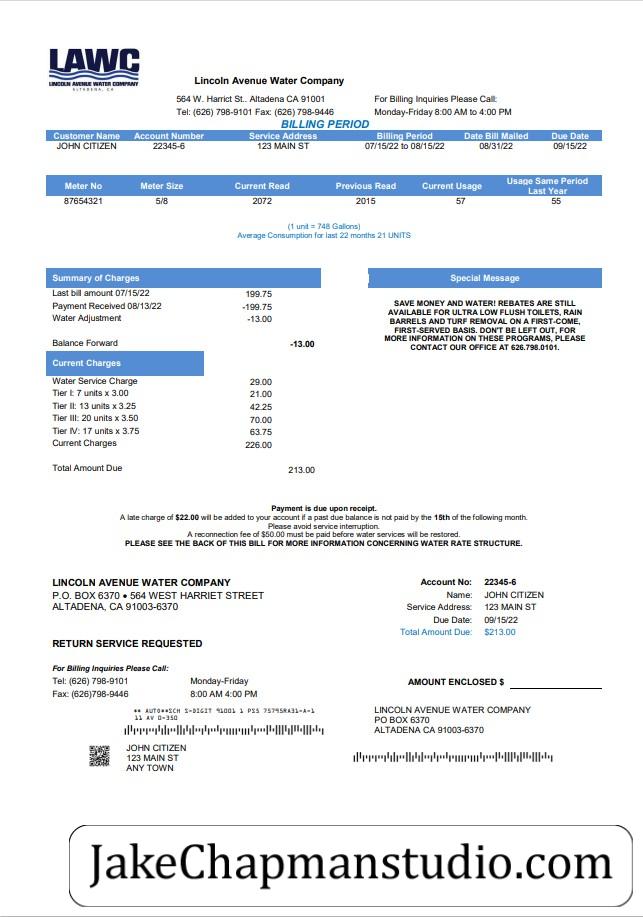 LAWC
LINCOLN AVENUE WATER COMPANY
ALTADENA, CA
Lincoln Avenue Water Company
564 W. Harrict St.. Altadena CA 91001 For Billing Inquiries Please Call:
Tel: (626) 798-9101 Fax: (626) 798-9446 Monday-Friday 8:00 AM to 4:00 PM
BILLING PERIOD
Customer Name Account Number Service Address Billing Period Date Bill Mailed Due Date
JOHN CITIZEN 22345-6 123 MAIN ST 07/15/22 to 08/15/22 08/31/22 09/15/22
Meter No Meter Size Current Read Previous Read Current Usage Usage Same Period Last Year
87654321 5/8 2072 2015 57 55
(1 unit = 748 Gallons)
Average Consumption for last 22 months 21 UNITS
Summary of Charges
Last bill amount 07/15/22 199.75
Payment Received 08/13/22 -199.75
Water Adjustment -13.00
Balance Forward -13.00
Special Message
SAVE MONEY AND WATER! REBATES ARE STILL
AVAILABLE FOR ULTRA LOW FLUSH TOILETS, RAIN
BARRELS AND TURF REMOVAL ON A FIRST-COME,
FIRST-SERVED BASIS. DON'T BE LEFT OUT, FOR
MORE INFORMATION ON THESE PROGRAMS, PLEASE
CONTACT OUR OFFICE AT 626.798.0101.
Current Charges
Water Service Charge 29.00
Tier I: 7 units x 3.00 21.00
Tier II: 13 units x 3.25 42.25
Tier III: 20 units x 3.50 70.00
Tier IV: 17 units x 3.75 63.75
Current Charges 226.00
Total Amount Due 213.00
Payment is due upon receipt.
A late charge of $22.00 will be added to your account if a past due balance is not paid by the 15th of the following month.
Please avoid service interruption.
A reconnection fee of $50.00 must be paid before water services will be restored.
PLEASE SEE THE BACK OF THIS BILL FOR MORE INFORMATION CONCERNING WATER RATE STRUCTURE.
LINCOLN AVENUE WATER COMPANY
P.O. BOX 6370 • 564 WEST HARRIET STREET
ALTADENA, CA 91003-6370
Account No: 22345-6
Name: JOHN CITIZEN
Service Address: 123 MAIN ST
Due Date: 09/15/22
Total Amount Due: $213.00
RETURN SERVICE REQUESTED
For Billing Inquiries Please Call:
Tel: (626) 798-9101 Monday-Friday
Fax: (626)798-9446 8:00 AM 4:00 PM
AMOUNT ENCLOSED $
** AUTO**SCH 5-DIGIT 91001 1 PZ5 75795RA31-A-1
11 AV 0-350
LINCOLN AVENUE WATER COMPANY
PO BOX 6370
ALTADENA CA 91003-6370
JOHN CITIZEN
123 MAIN ST
ANY TOWN
JakeChapmanstudio.com